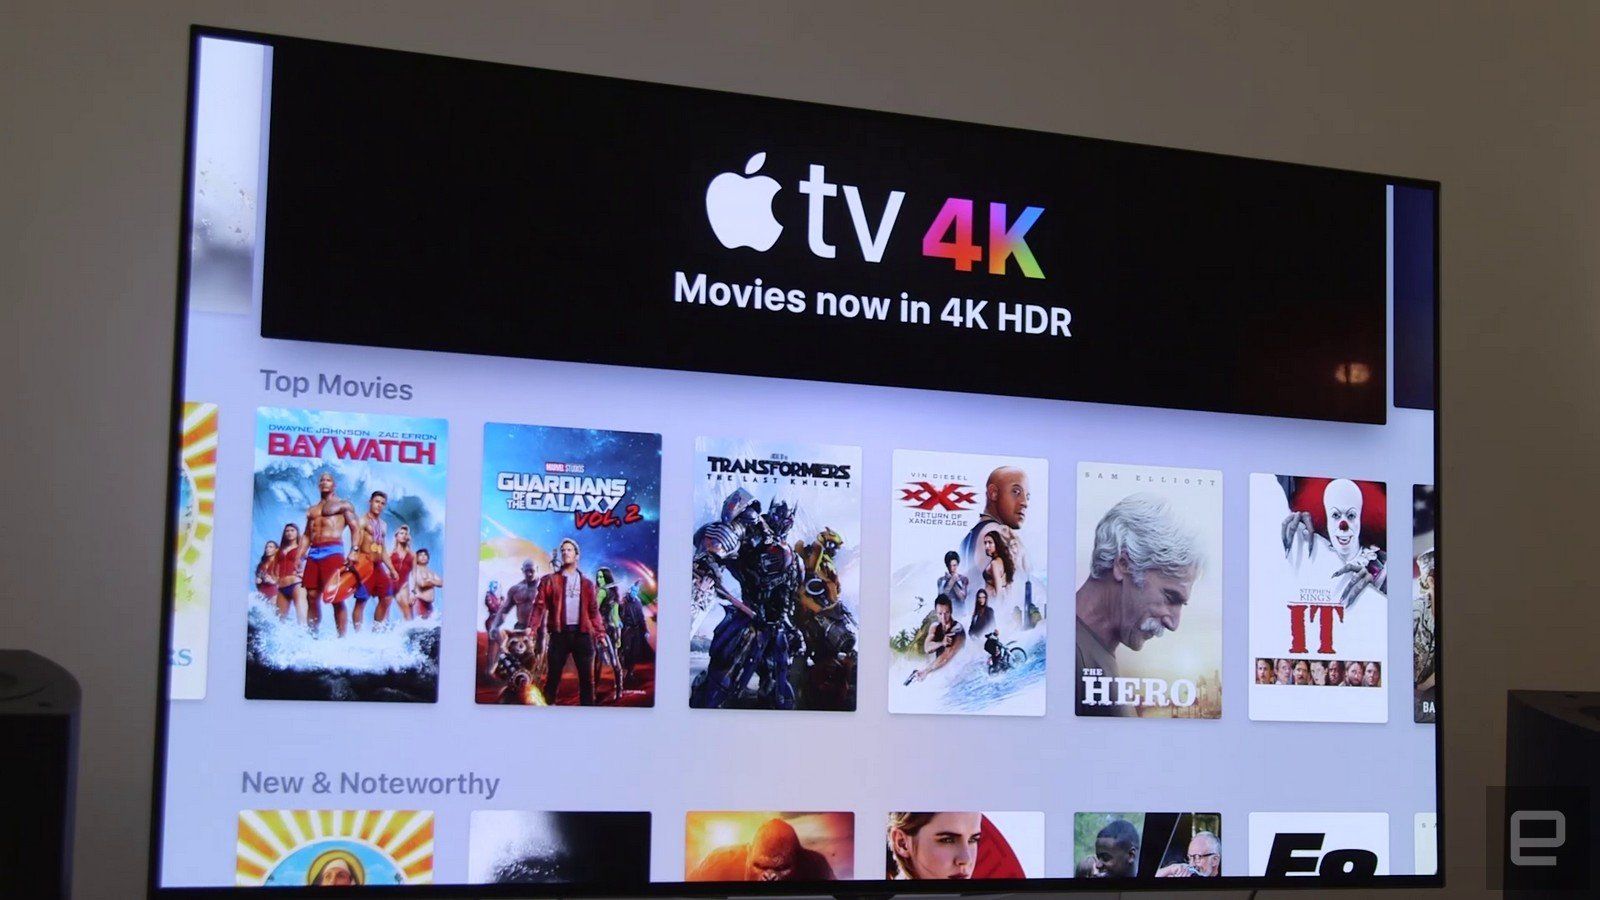 tv 4K
Movies now in 4K HDR
Top Movies
DWAYNE JOHNSON ZAC EFRON
BAYWATCH
MARVEL STUDIOS
GUARDIANS
OF THE GALAXY
VOL. 2
TRANSFORMERS
THE LAST KNIGHT
VIN DIESEL
xXx
RETURN OF
XANDER CAGE
SAM ELLIOTT
THE
HERO
STEPHEN
KING'S
IT
RS
BA
New & Noteworthy
e